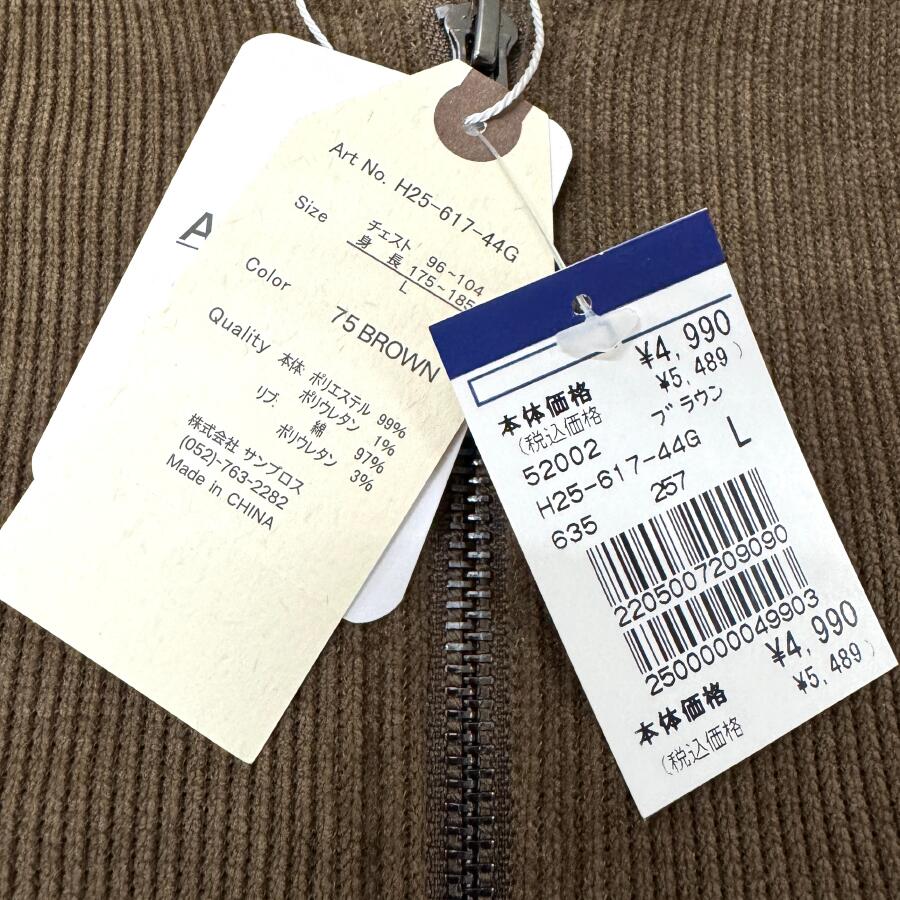 A
Art No. H25-617-44G
Size チェスト 96~104
身 長 175~185
L
Color 75 BROWN
Quality 本体 ポリエステル 99%
ポリウレタン 1%
リブ: 綿 97%
ポリウレタン 3%
株式会社 サンブロス
(052)-763-2282
Made in CHINA
本体価格 ¥4,990
(税込価格 ¥5,489)
52002 ブラウン
H25-617-44G L
635 257
2205007209090
2500000049903
本体価格 ¥4,990
(税込価格 ¥5,489)